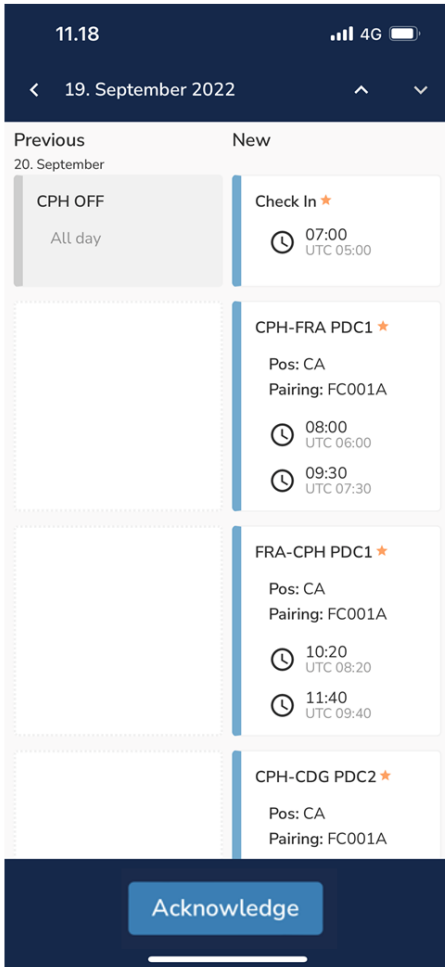 11.18
4G
19. September 2022
Previous
New
20. September
CPH OFF
All day
Check In
07:00
UTC 05:00
CPH-FRA PDC1
Pos: CA
Pairing: FC001A
08:00
UTC 06:00
09:30
UTC 07:30
FRA-CPH PDC1
Pos: CA
Pairing: FC001A
10:20
UTC 08:20
11:40
UTC 09:40
CPH-CDG PDC2
Pos: CA
Pairing: FC001A
Acknowledge